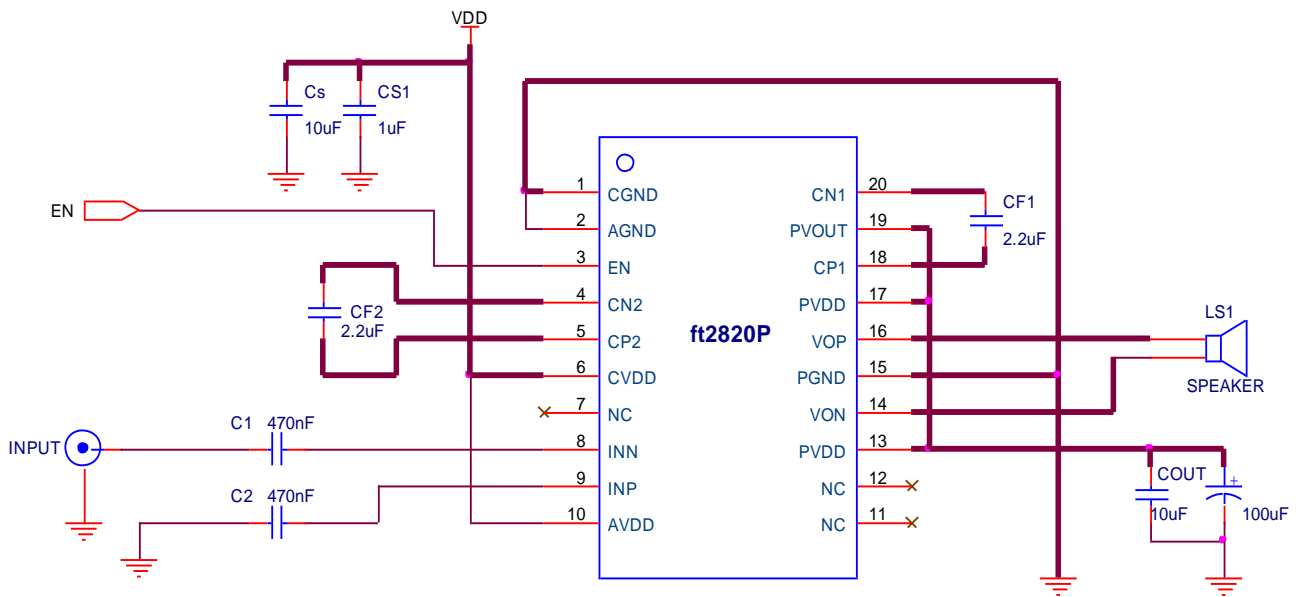 VDD
Cs
10uF
CS1
1uF
EN
CF2
2.2uF
INPUT
C1 470nF
C2 470nF
1 CGND
2 AGND
3 EN
4 CN2
5 CP2
6 CVDD
7 NC
8 INN
9 INP
10 AVDD
ft2820P
CN1 20
PVOUT 19
CP1 18
PVDD 17
VOP 16
PGND 15
VON 14
PVDD 13
NC 12
NC 11
CF1
2.2uF
LS1
SPEAKER
COUT
10uF
+
100uF